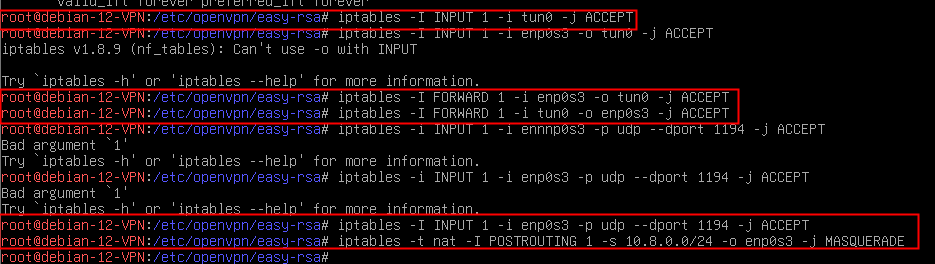 valid_lft forever preferred_lft forever
root@debian-12-VPN:/etc/openvpn/easy-rsa# iptables -I INPUT 1 -i tun0 -j ACCEPT
root@debian-12-VPN:/etc/openvpn/easy-rsa# iptables -I INPUT 1 -i enp0s3 -o tun0 -j ACCEPT
iptables v1.8.9 (nf_tables): Can't use -o with INPUT

Try `iptables -h' or 'iptables --help' for more information.
root@debian-12-VPN:/etc/openvpn/easy-rsa# iptables -I FORWARD 1 -i enp0s3 -o tun0 -j ACCEPT
root@debian-12-VPN:/etc/openvpn/easy-rsa# iptables -I FORWARD 1 -i tun0 -o enp0s3 -j ACCEPT
root@debian-12-VPN:/etc/openvpn/easy-rsa# iptables -i INPUT 1 -i ennnp0s3 -p udp --dport 1194 -j ACCEPT
Bad argument `1'
Try `iptables -h' or 'iptables --help' for more information.
root@debian-12-VPN:/etc/openvpn/easy-rsa# iptables -i INPUT 1 -i enp0s3 -p udp --dport 1194 -j ACCEPT
Bad argument `1'
Try `iptables -h' or 'iptables --help' for more information.
root@debian-12-VPN:/etc/openvpn/easy-rsa# iptables -I INPUT 1 -i enp0s3 -p udp --dport 1194 -j ACCEPT
root@debian-12-VPN:/etc/openvpn/easy-rsa# iptables -t nat -I POSTROUTING 1 -s 10.8.0.0/24 -o enp0s3 -j MASQUERADE
root@debian-12-VPN:/etc/openvpn/easy-rsa#